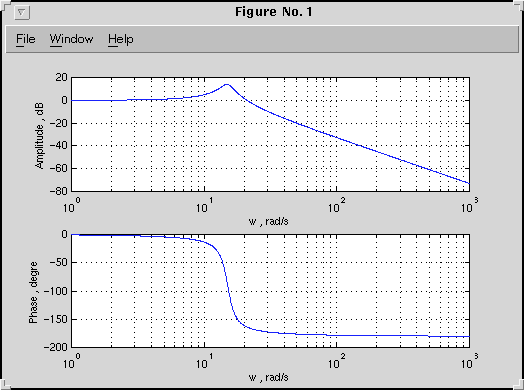 Figure No. 1
File Window Help
Amplitude , dB
20
0
-20
-40
-60
-80
10^0 10^1 10^2 10^3
w , rad/s
Phase , degre
0
-50
-100
-150
-200
10^0 10^1 10^2 10^3
w , rad/s